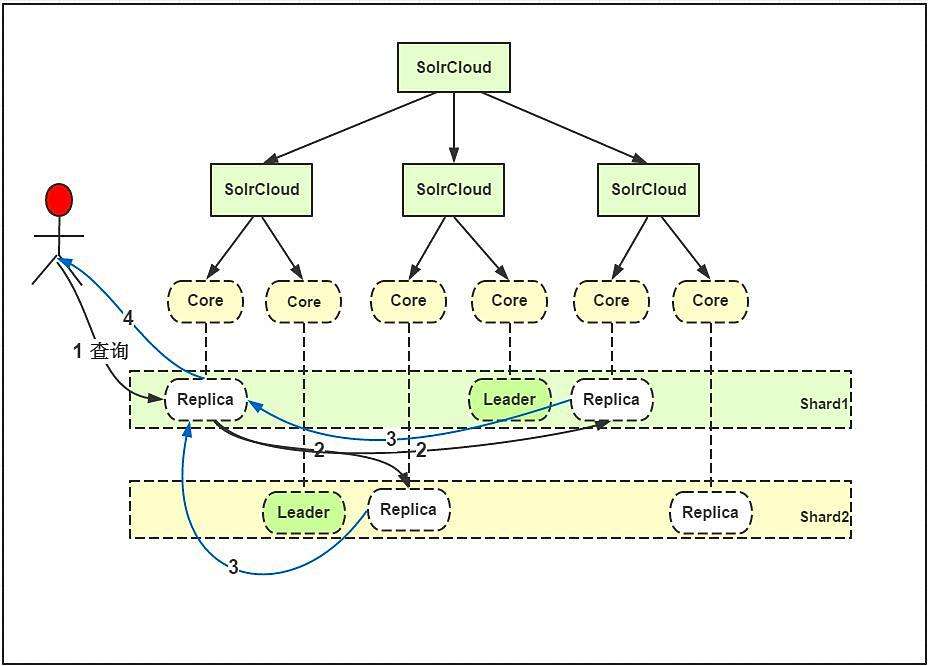 SolrCloud
SolrCloud
SolrCloud
SolrCloud
Core
Core
Core
Core
Core
Core
4
1 查询
Replica
Leader
Replica
Shard1
3
2
2
Leader
Replica
Replica
Shard2
3